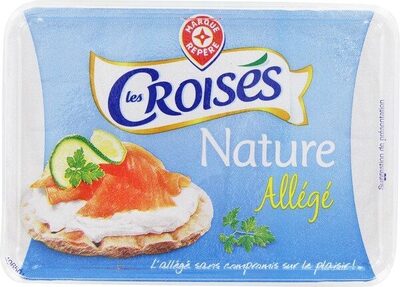 MARQUE
REPÈRE
les CROISÉS
Nature
Allégé
Suggestion de présentation
L'allégé sans compromis sur le plaisir !